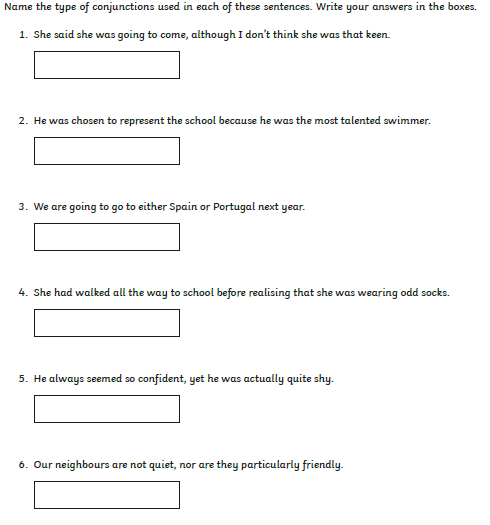 Name the type of conjunctions used in each of these sentences. Write your answers in the boxes.
1. She said she was going to come, although I don't think she was that keen.
2. He was chosen to represent the school because he was the most talented swimmer.
3. We are going to go to either Spain or Portugal next year.
4. She had walked all the way to school before realising that she was wearing odd socks.
5. He always seemed so confident, yet he was actually quite shy.
6. Our neighbours are not quiet, nor are they particularly friendly.